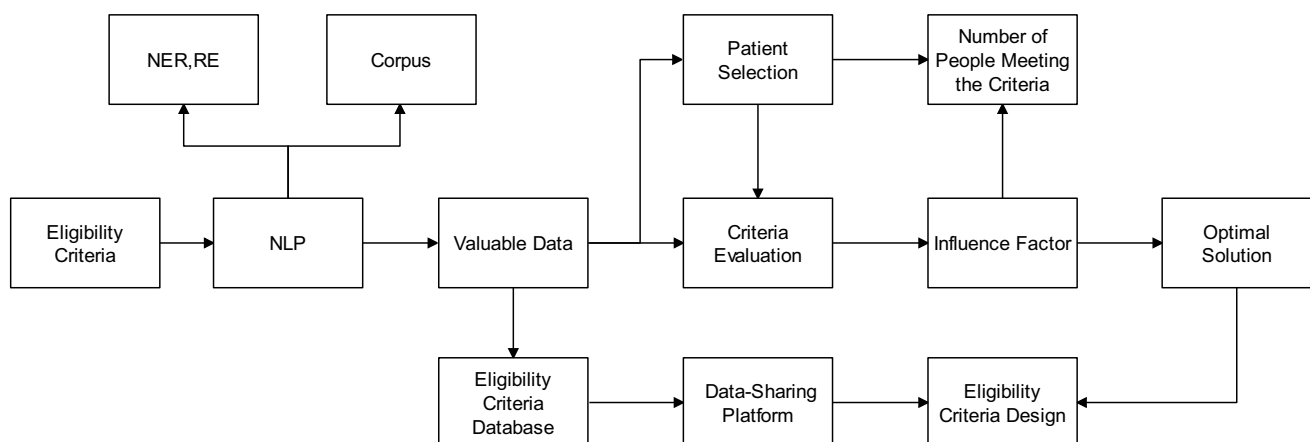 NER,RE
Corpus
Patient
Selection
Number of
People Meeting
the Criteria
Eligibility
Criteria
NLP
Valuable Data
Criteria
Evaluation
Influence Factor
Optimal
Solution
Eligibility
Criteria
Database
Data-Sharing
Platform
Eligibility
Criteria Design